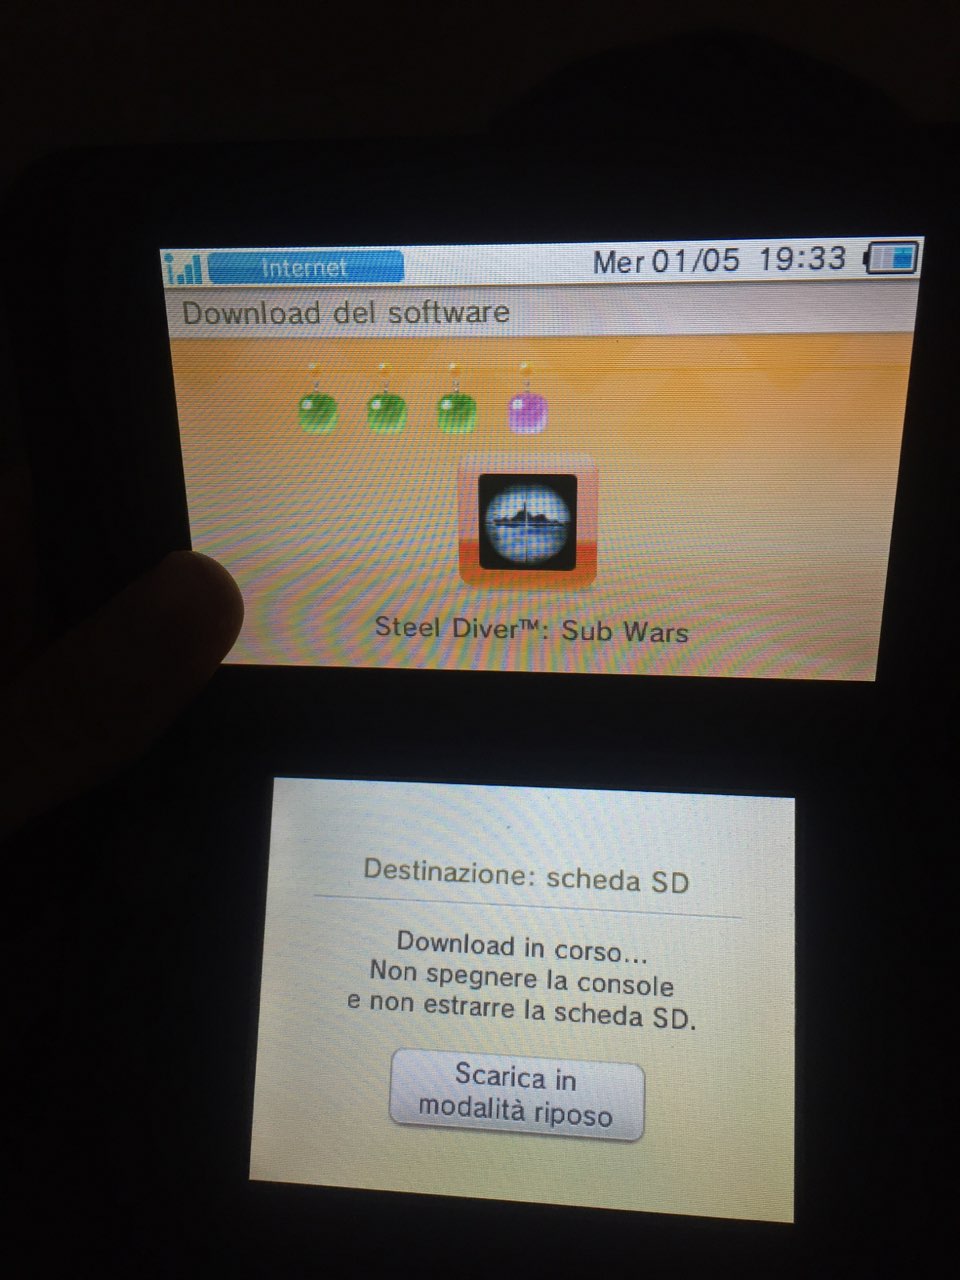 Internet
Mer 01/05 19:33
Download del software
Steel Diver™: Sub Wars
Destinazione: scheda SD
Download in corso...
Non spegnere la console
e non estrarre la scheda SD.
Scarica in
modalità riposo